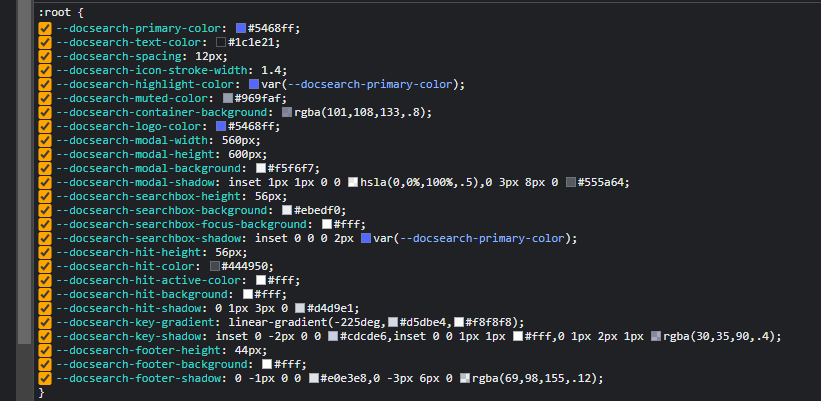 :root {
--docsearch-primary-color: #5468ff;
--docsearch-text-color: #1c1e21;
--docsearch-spacing: 12px;
--docsearch-icon-stroke-width: 1.4;
--docsearch-highlight-color: var(--docsearch-primary-color);
--docsearch-muted-color: #969faf;
--docsearch-container-background: rgba(101,108,133,.8);
--docsearch-logo-color: #5468ff;
--docsearch-modal-width: 560px;
--docsearch-modal-height: 600px;
--docsearch-modal-background: #f5f6f7;
--docsearch-modal-shadow: inset 1px 1px 0 0 hsla(0,0%,100%,.5),0 3px 8px 0 #555a64;
--docsearch-searchbox-height: 56px;
--docsearch-searchbox-background: #ebedf0;
--docsearch-searchbox-focus-background: #fff;
--docsearch-searchbox-shadow: inset 0 0 0 2px var(--docsearch-primary-color);
--docsearch-hit-height: 56px;
--docsearch-hit-color: #444950;
--docsearch-hit-active-color: #fff;
--docsearch-hit-background: #fff;
--docsearch-hit-shadow: 0 1px 3px 0 #d4d9e1;
--docsearch-key-gradient: linear-gradient(-225deg,#d5dbe4,#f8f8f8);
--docsearch-key-shadow: inset 0 -2px 0 0 #cdcde6,inset 0 0 1px 1px #fff,0 1px 2px 1px rgba(30,35,90,.4);
--docsearch-footer-height: 44px;
--docsearch-footer-background: #fff;
--docsearch-footer-shadow: 0 -1px 0 0 #e0e3e8,0 -3px 6px 0 rgba(69,98,155,.12);
}